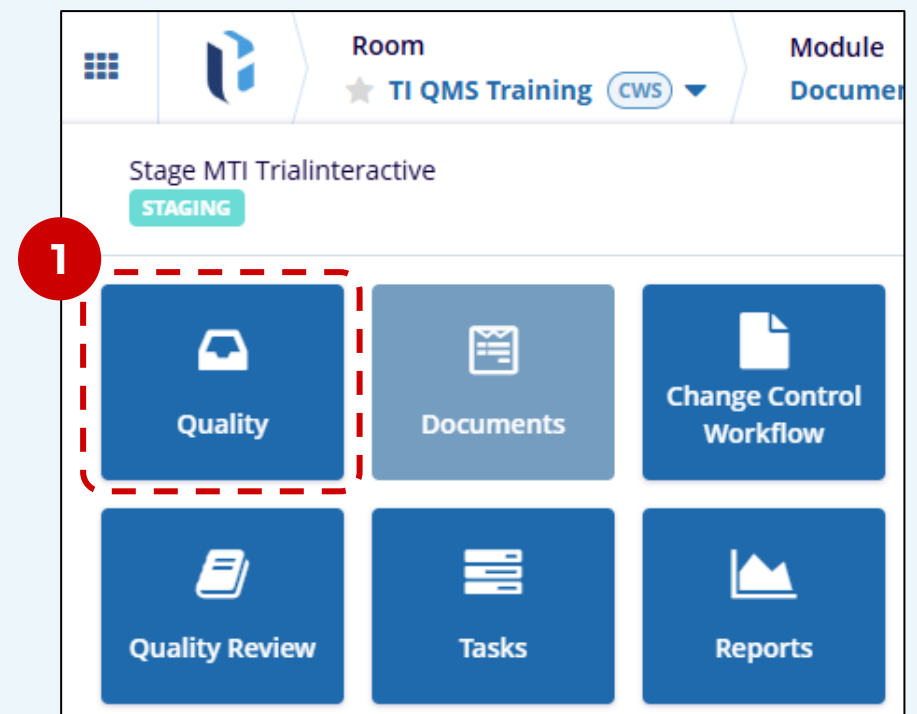 Room
Module
TI QMS Training
CWS
Stage MTI Trialinteractive
STAGING
1
Quality
Documents
Change Control
Workflow
Quality Review
Tasks
Reports